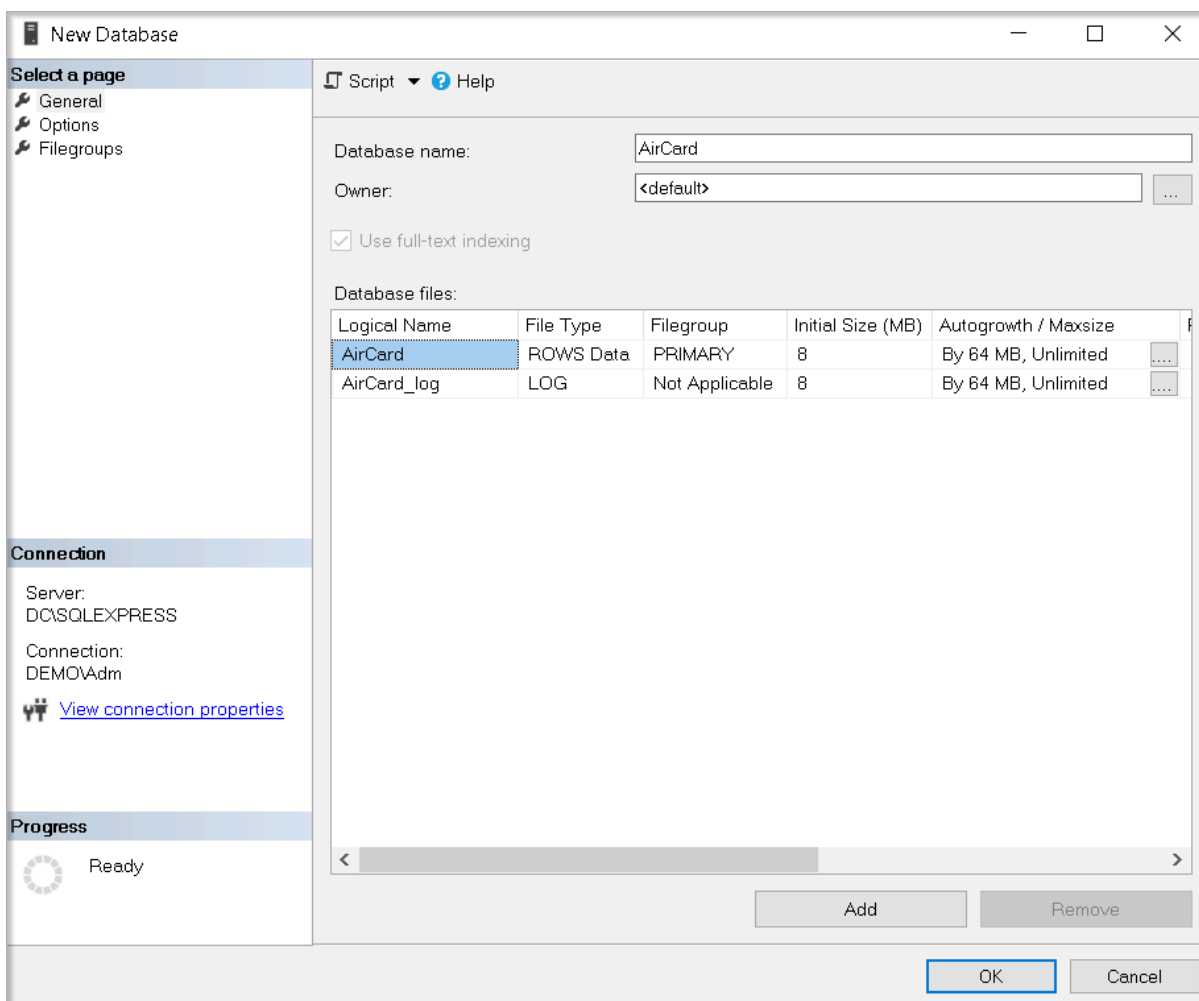 New Database
Select a page
General
Options
Filegroups
Script
Help
Database name:
AirCard
Owner:
<default>
...
Use full-text indexing
Database files:
Logical Name File Type Filegroup Initial Size (MB) Autogrowth / Maxsize
AirCard ROWS Data PRIMARY 8 By 64 MB, Unlimited ....
AirCard_log LOG Not Applicable 8 By 64 MB, Unlimited ....
Connection
Server:
DC\SQLEXPRESS
Connection:
DEMO\Adm
View connection properties
Progress
Ready
Add Remove
OK Cancel